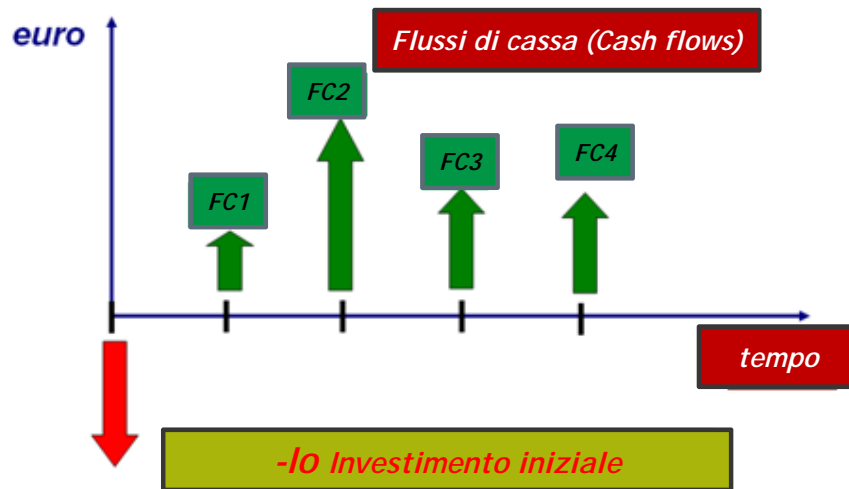 euro
Flussi di cassa (Cash flows)
FC2
FC3
FC4
FC1
tempo
-Io Investimento iniziale